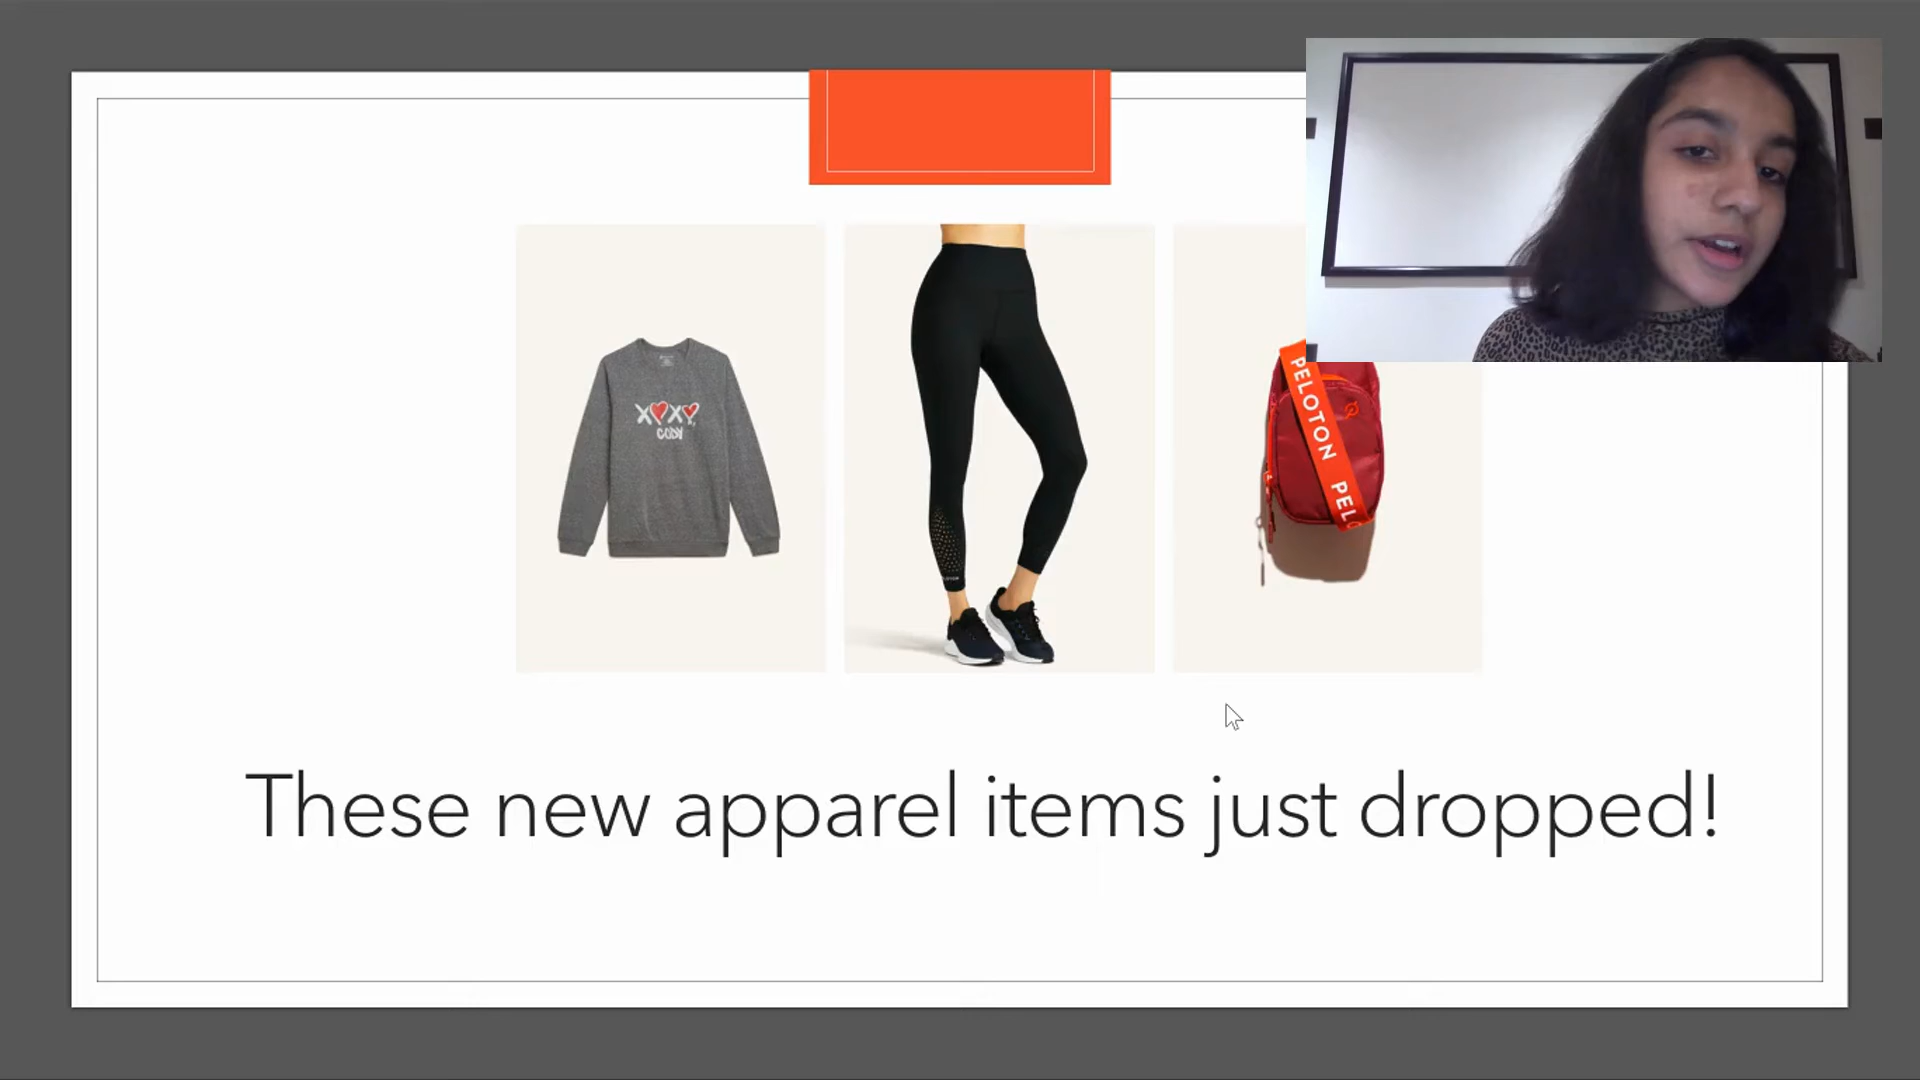 XOXO,
CODY
PELOTON PEL
These new apparel items just dropped!